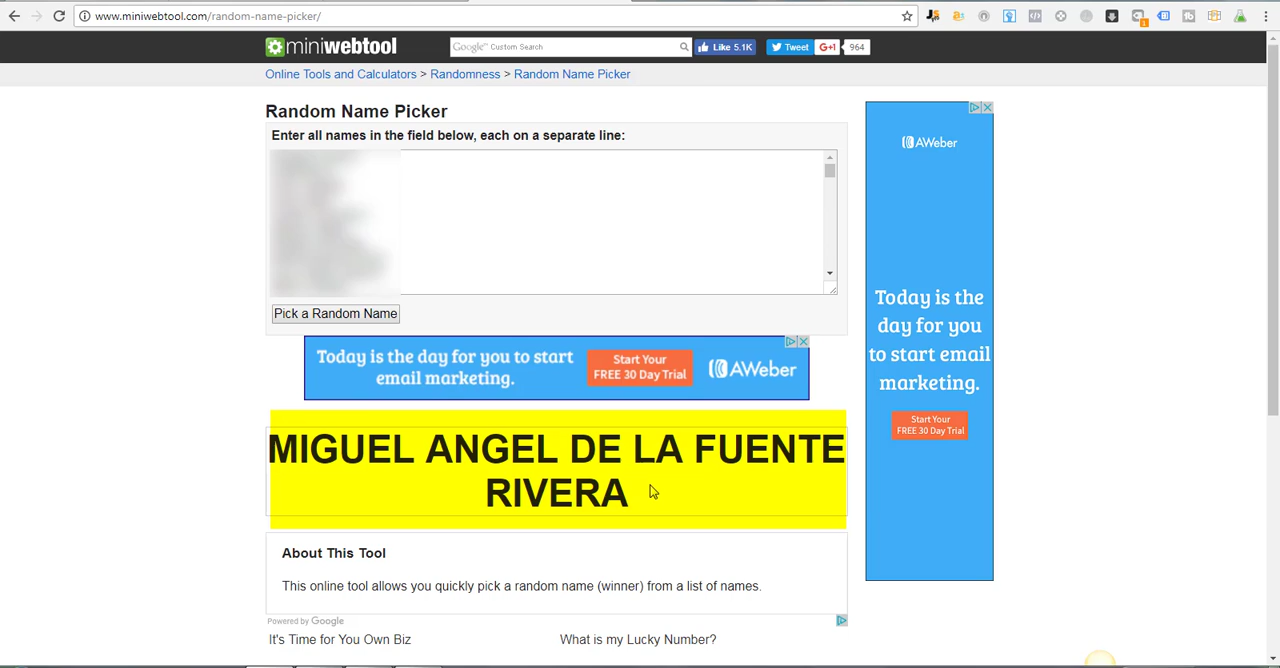 www.miniwebtool.com/random-name-picker/
miniwebtool
Google™ Custom Search
Like 5.1K
Tweet
G+1
964
Online Tools and Calculators > Randomness > Random Name Picker
Random Name Picker
Enter all names in the field below, each on a separate line:
Pick a Random Name
Today is the day for you to start
email marketing.
Start Your
FREE 30 Day Trial
AWeber
MIGUEL ANGEL DE LA FUENTE
RIVERA
About This Tool
This online tool allows you quickly pick a random name (winner) from a list of names.
Powered by Google
It's Time for You Own Biz
What is my Lucky Number?
AWeber
Today is the
day for you
to start email
marketing.
Start Your
FREE 30 Day Trial